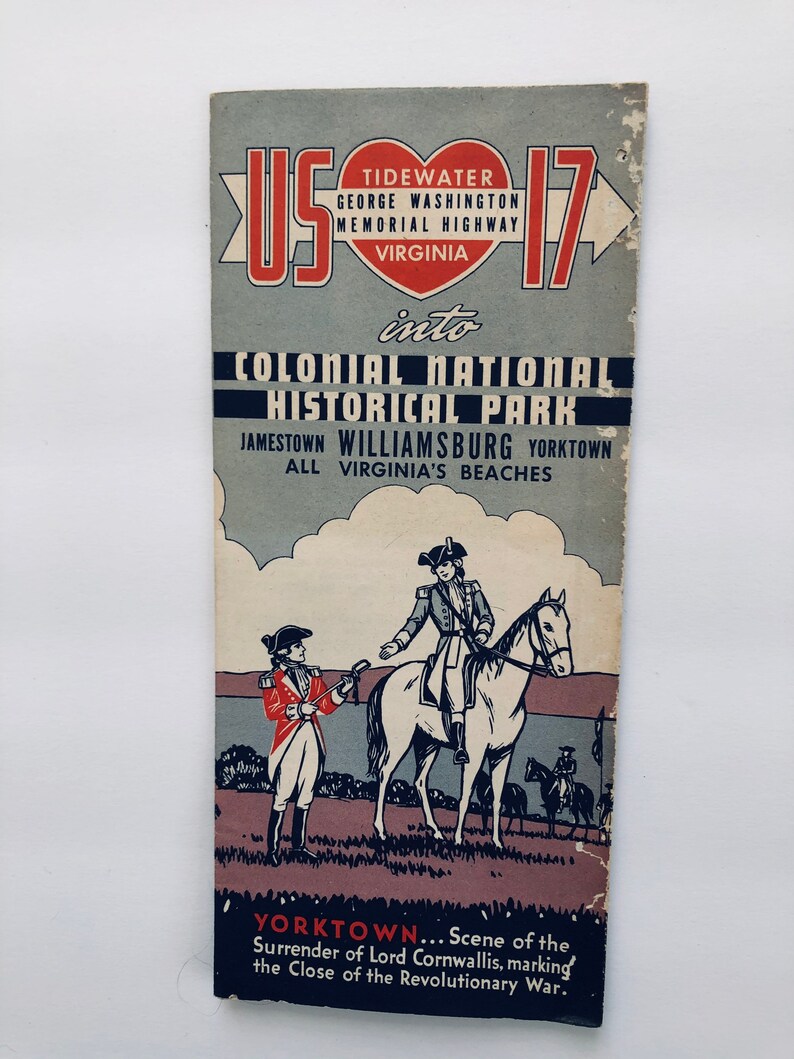 US 17
TIDEWATER
GEORGE WASHINGTON
MEMORIAL HIGHWAY
VIRGINIA
into
COLONIAL NATIONAL
HISTORICAL PARK
JAMESTOWN WILLIAMSBURG YORKTOWN
ALL VIRGINIA'S BEACHES
YORKTOWN... Scene of the
Surrender of Lord Cornwallis, marking
the Close of the Revolutionary War.